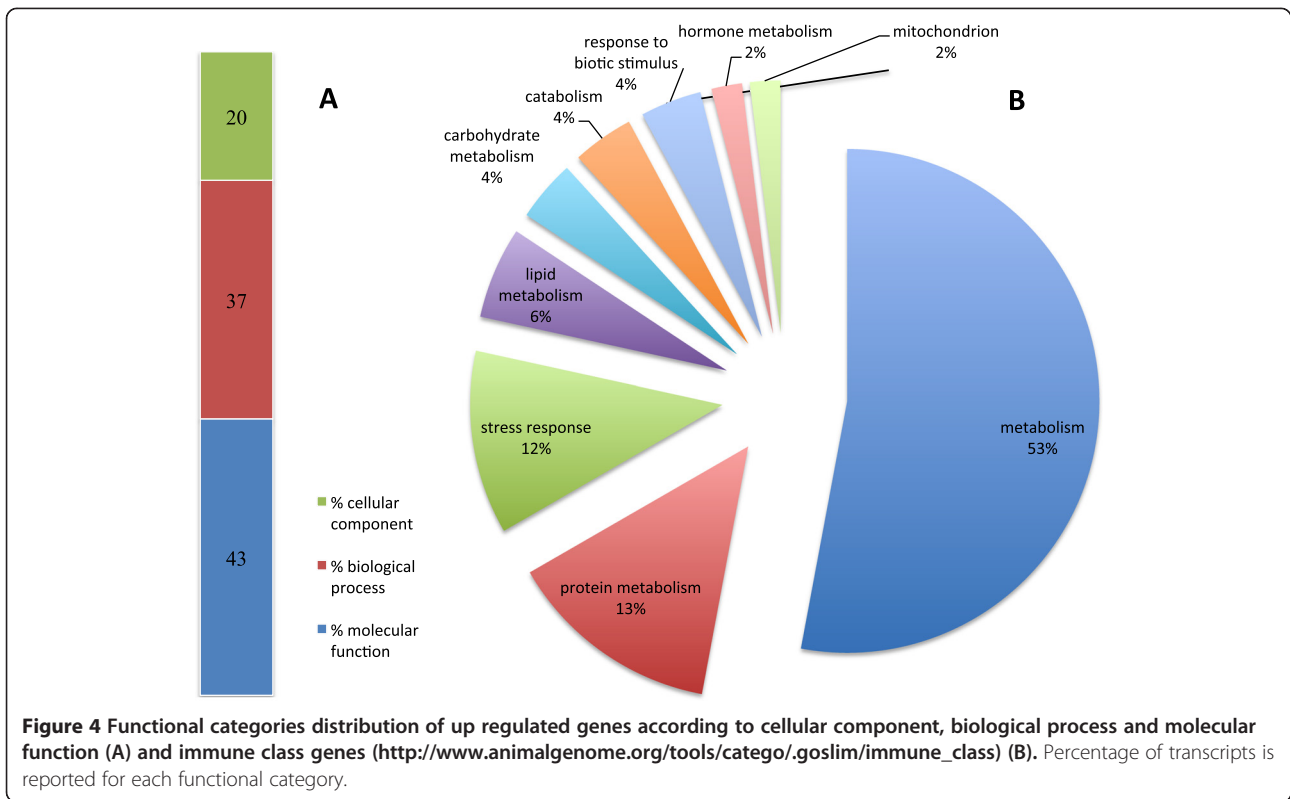 A
20
37
43
% cellular
component
% biological
process
% molecular
function
B
response to
biotic stimulus
4%
hormone metabolism
2%
mitochondrion
2%
catabolism
4%
carbohydrate
metabolism
4%
lipid
metabolism
6%
stress response
12%
protein metabolism
13%
metabolism
53%
Figure 4 Functional categories distribution of up regulated genes according to cellular component, biological process and molecular
function (A) and immune class genes (http://www.animalgenome.org/tools/catego/.goslim/immune_class) (B). Percentage of transcripts is
reported for each functional category.